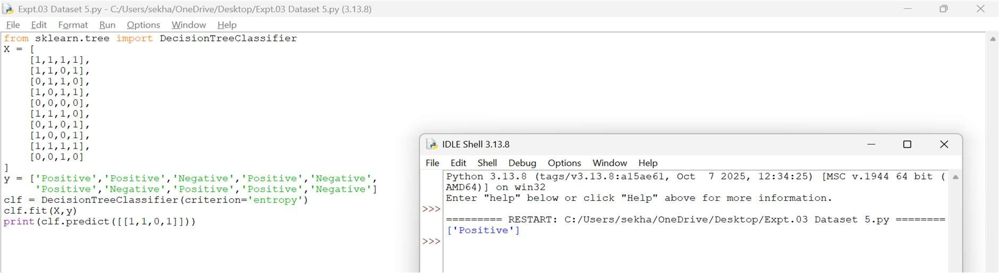 Expt.03 Dataset 5.py - C:/Users/sekha/OneDrive/Desktop/Expt.03 Dataset 5.py (3.13.8)
File Edit Format Run Options Window Help
from sklearn.tree import DecisionTreeClassifier
X = [
    [1,1,1,1],
    [1,1,0,1],
    [0,1,1,0],
    [1,0,1,1],
    [0,0,0,0],
    [1,1,1,0],
    [0,1,0,1],
    [1,0,0,1],
    [1,1,1,1],
    [0,0,1,0]
]
y = ['Positive','Positive','Negative','Positive','Negative',
     'Positive','Negative','Positive','Positive','Negative']
clf = DecisionTreeClassifier(criterion='entropy')
clf.fit(X,y)
print(clf.predict([[1,1,0,1]]))
IDLE Shell 3.13.8
File Edit Shell Debug Options Window Help
Python 3.13.8 (tags/v3.13.8:a15ae61, Oct  7 2025, 12:34:25) [MSC v.1944 64 bit (
AMD64)] on win32
Enter "help" below or click "Help" above for more information.
>>>
========= RESTART: C:/Users/sekha/OneDrive/Desktop/Expt.03 Dataset 5.py ========
['Positive']
>>>